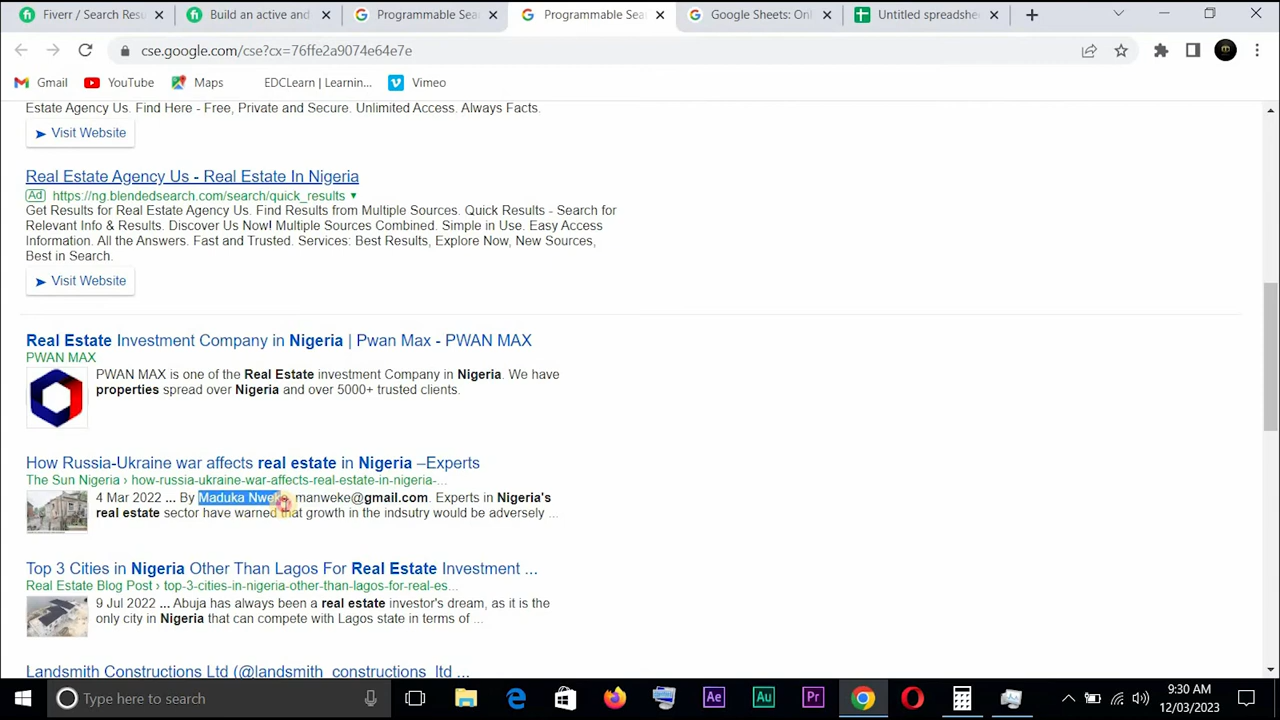 Fiverr / Search Resu
Build an active and
Programmable Sea
Programmable Sea
Google Sheets: Onl
Untitled spreadshe
cse.google.com/cse?cx=76ffe2a9074e64e7e
Gmail
YouTube
Maps
EDCLearn | Learnin...
Vimeo
Estate Agency Us. Find Here - Free, Private and Secure. Unlimited Access. Always Facts.
Visit Website
Real Estate Agency Us - Real Estate In Nigeria
Ad https://ng.blendedsearch.com/search/quick_results
Get Results for Real Estate Agency Us. Find Results from Multiple Sources. Quick Results - Search for
Relevant Info & Results. Discover Us Now! Multiple Sources Combined. Simple in Use. Easy Access
Information. All the Answers. Fast and Trusted. Services: Best Results, Explore Now, New Sources,
Best in Search.
Visit Website
Real Estate Investment Company in Nigeria | Pwan Max - PWAN MAX
PWAN MAX
PWAN MAX is one of the Real Estate investment Company in Nigeria. We have
properties spread over Nigeria and over 5000+ trusted clients.
How Russia-Ukraine war affects real estate in Nigeria –Experts
The Sun Nigeria › how-russia-ukraine-war-affects-real-estate-in-nigeria-...
4 Mar 2022 ... By Maduka Nweke, manweke@gmail.com. Experts in Nigeria's
real estate sector have warned that growth in the indsutry would be adversely ...
Top 3 Cities in Nigeria Other Than Lagos For Real Estate Investment ...
Real Estate Blog Post › top-3-cities-in-nigeria-other-than-lagos-for-real-es...
9 Jul 2022 ... Abuja has always been a real estate investor's dream, as it is the
only city in Nigeria that can compete with Lagos state in terms of ...
Landsmith Constructions Ltd (@landsmith_constructions_ltd ...
Type here to search
Ae
Au
Pr
9:30 AM
12/03/2023